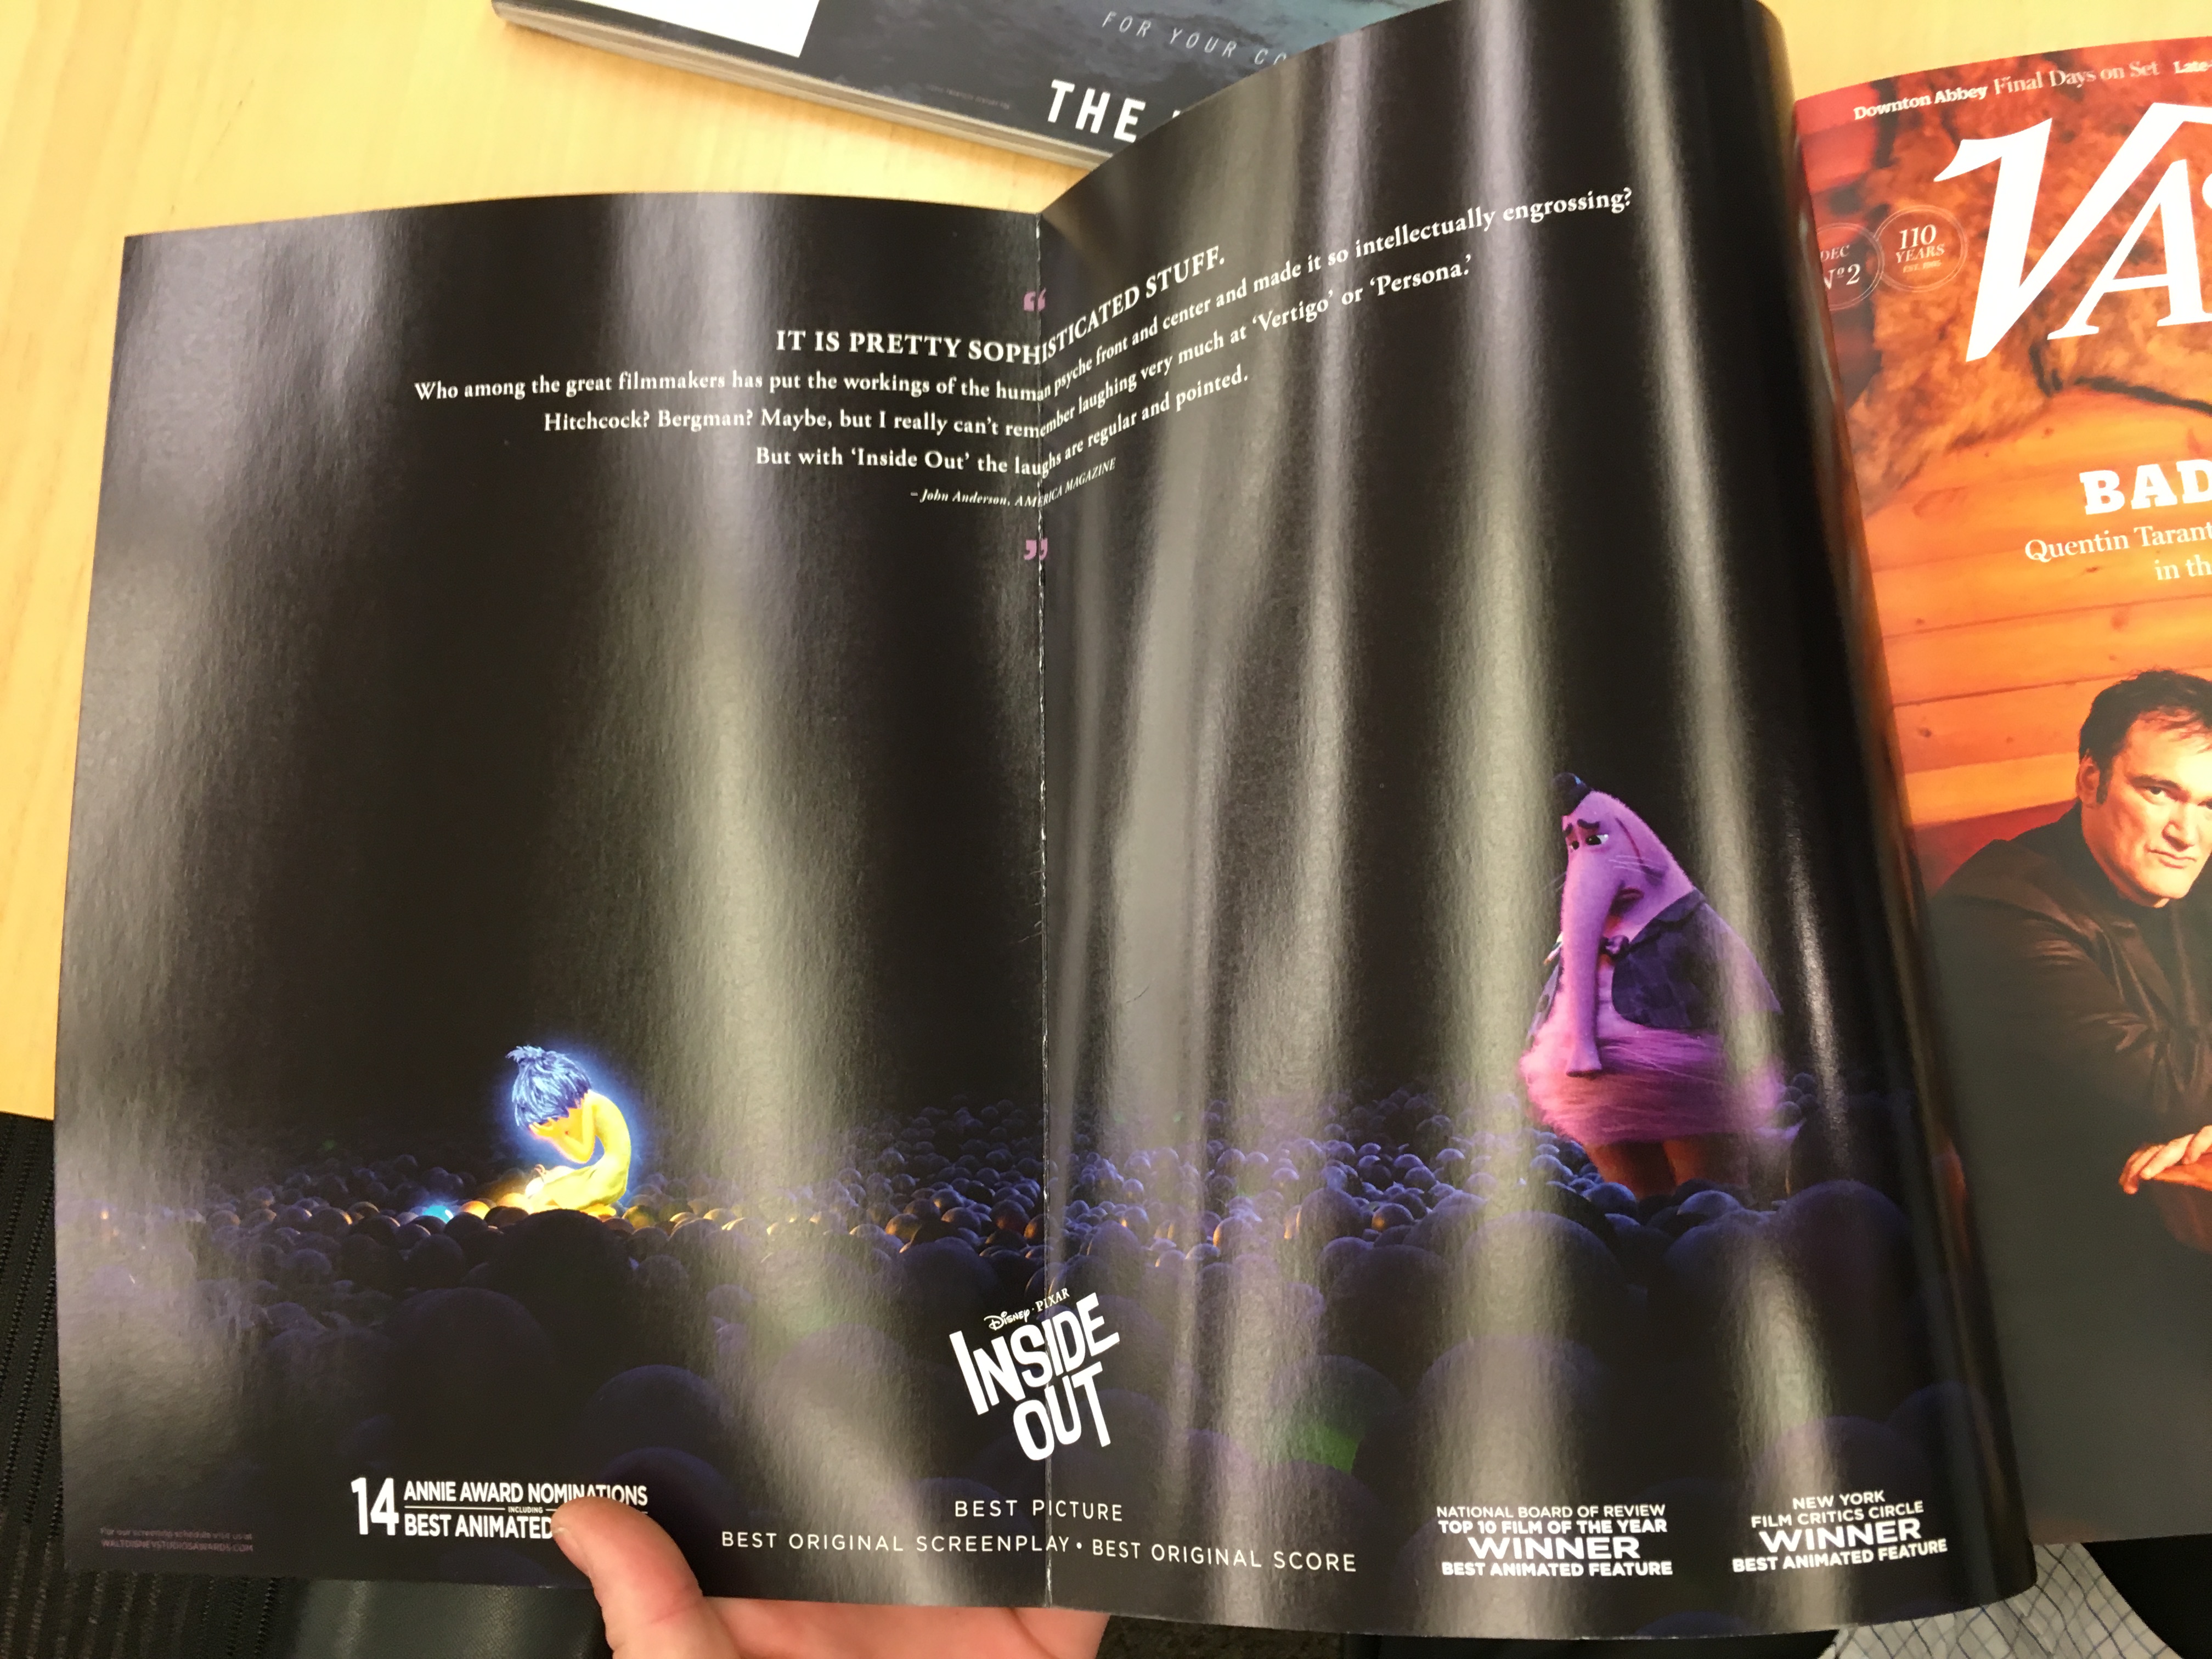 FOR YOUR
THE
Downton Abbey Final Days on Set Late-
VA
DEC
Nº2
110
YEARS
BAD
Quentin Tarant
in th
“
IT IS PRETTY SOPHISTICATED STUFF.
Who among the great filmmakers has put the workings of the human psyche front and center and made it so intellectually engrossing?
Hitchcock? Bergman? Maybe, but I really can't remember laughing very much at ‘Vertigo’ or ‘Persona.’
But with ‘Inside Out’ the laughs are regular and pointed.
– John Anderson, AMERICA MAGAZINE
”
DISNEY · PIXAR
INSIDE
OUT
14 ANNIE AWARD NOMINATIONS
INCLUDING
BEST ANIMATED
For our screening schedule visit us at
WALTDISNEYSTUDIOSAWARDS.COM
BEST PICTURE
BEST ORIGINAL SCREENPLAY • BEST ORIGINAL SCORE
NATIONAL BOARD OF REVIEW
TOP 10 FILM OF THE YEAR
WINNER
BEST ANIMATED FEATURE
NEW YORK
FILM CRITICS CIRCLE
WINNER
BEST ANIMATED FEATURE